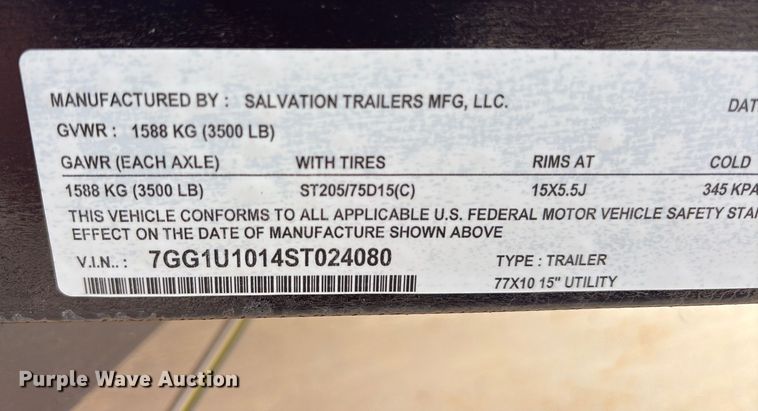 MANUFACTURED BY : SALVATION TRAILERS MFG, LLC. DAT
GVWR : 1588 KG (3500 LB)
GAWR (EACH AXLE) WITH TIRES RIMS AT COLD
1588 KG (3500 LB) ST205/75D15(C) 15X5.5J 345 KPA
THIS VEHICLE CONFORMS TO ALL APPLICABLE U.S. FEDERAL MOTOR VEHICLE SAFETY STA
EFFECT ON THE DATE OF MANUFACTURE SHOWN ABOVE
V.I.N.. : 7GG1U1014ST024080 TYPE : TRAILER
77X10 15" UTILITY
Purple Wave Auction